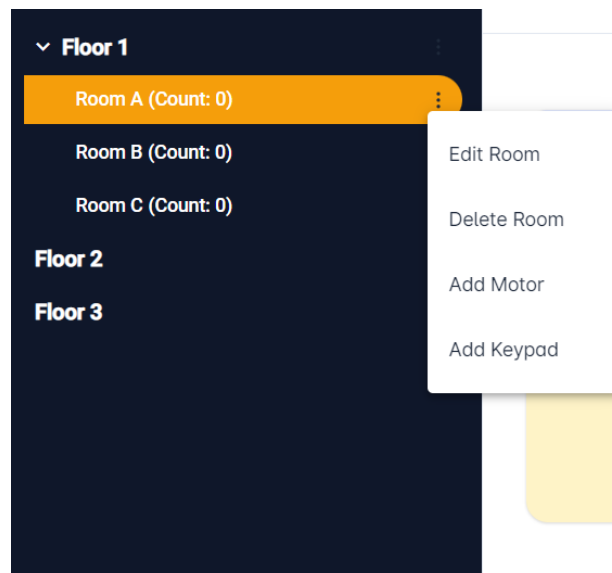 Floor 1
Room A (Count: 0)
Room B (Count: 0)
Room C (Count: 0)
Floor 2
Floor 3
Edit Room
Delete Room
Add Motor
Add Keypad